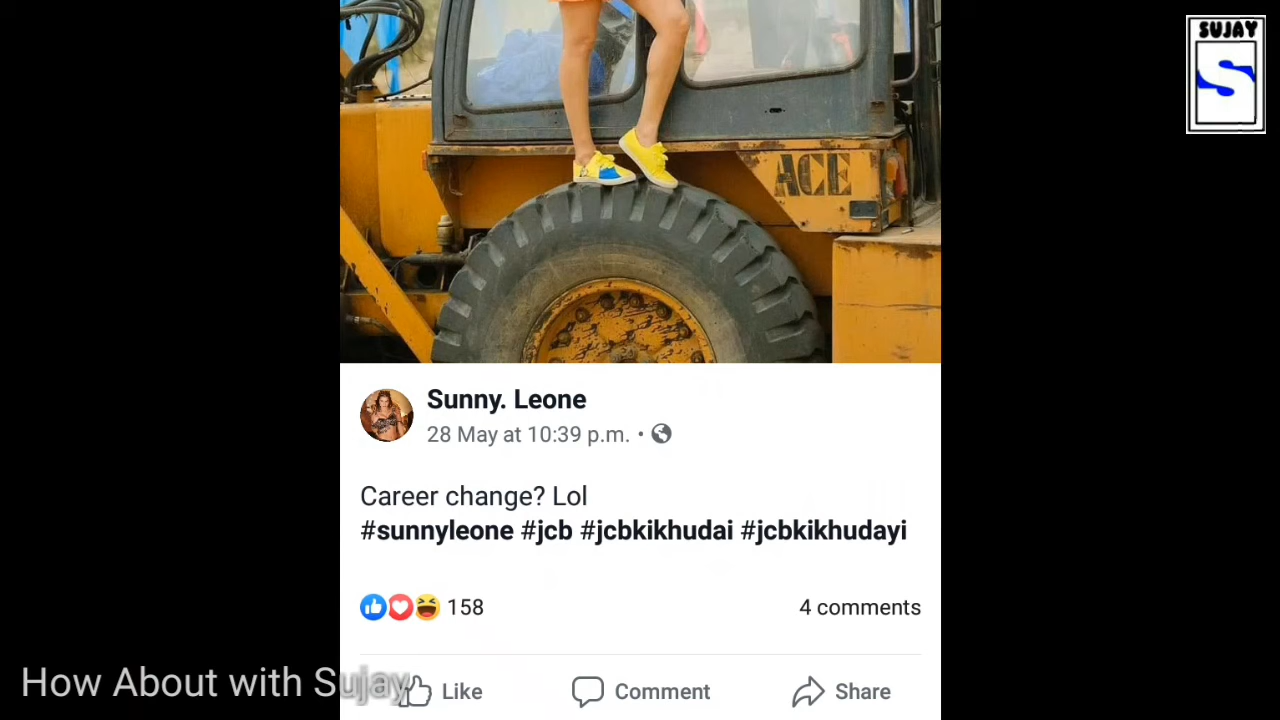 SUJAY
S
ACE
Sunny. Leone
28 May at 10:39 p.m. •
Career change? Lol
#sunnyleone #jcb #jcbkikhudai #jcbkikhudayi
158
4 comments
Like
Comment
Share
How About with Sujay